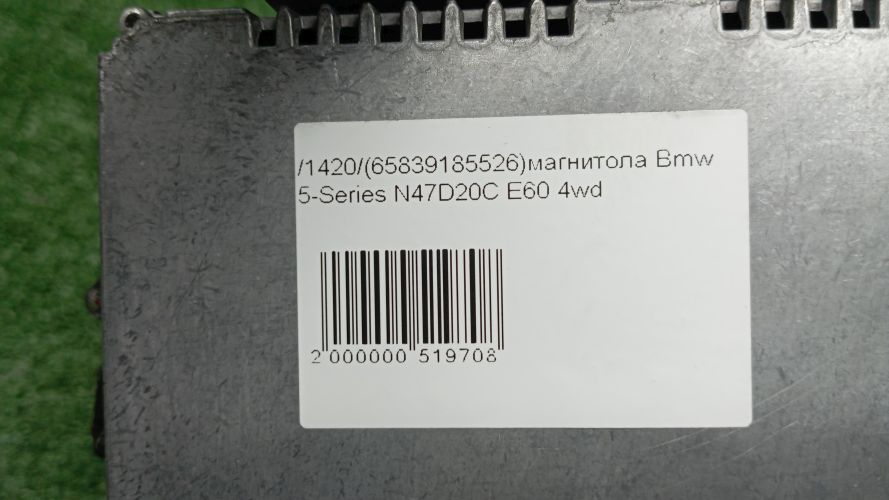 /1420/(65839185526)магнитола Bmw
5-Series N47D20C E60 4wd
2 000000 519708